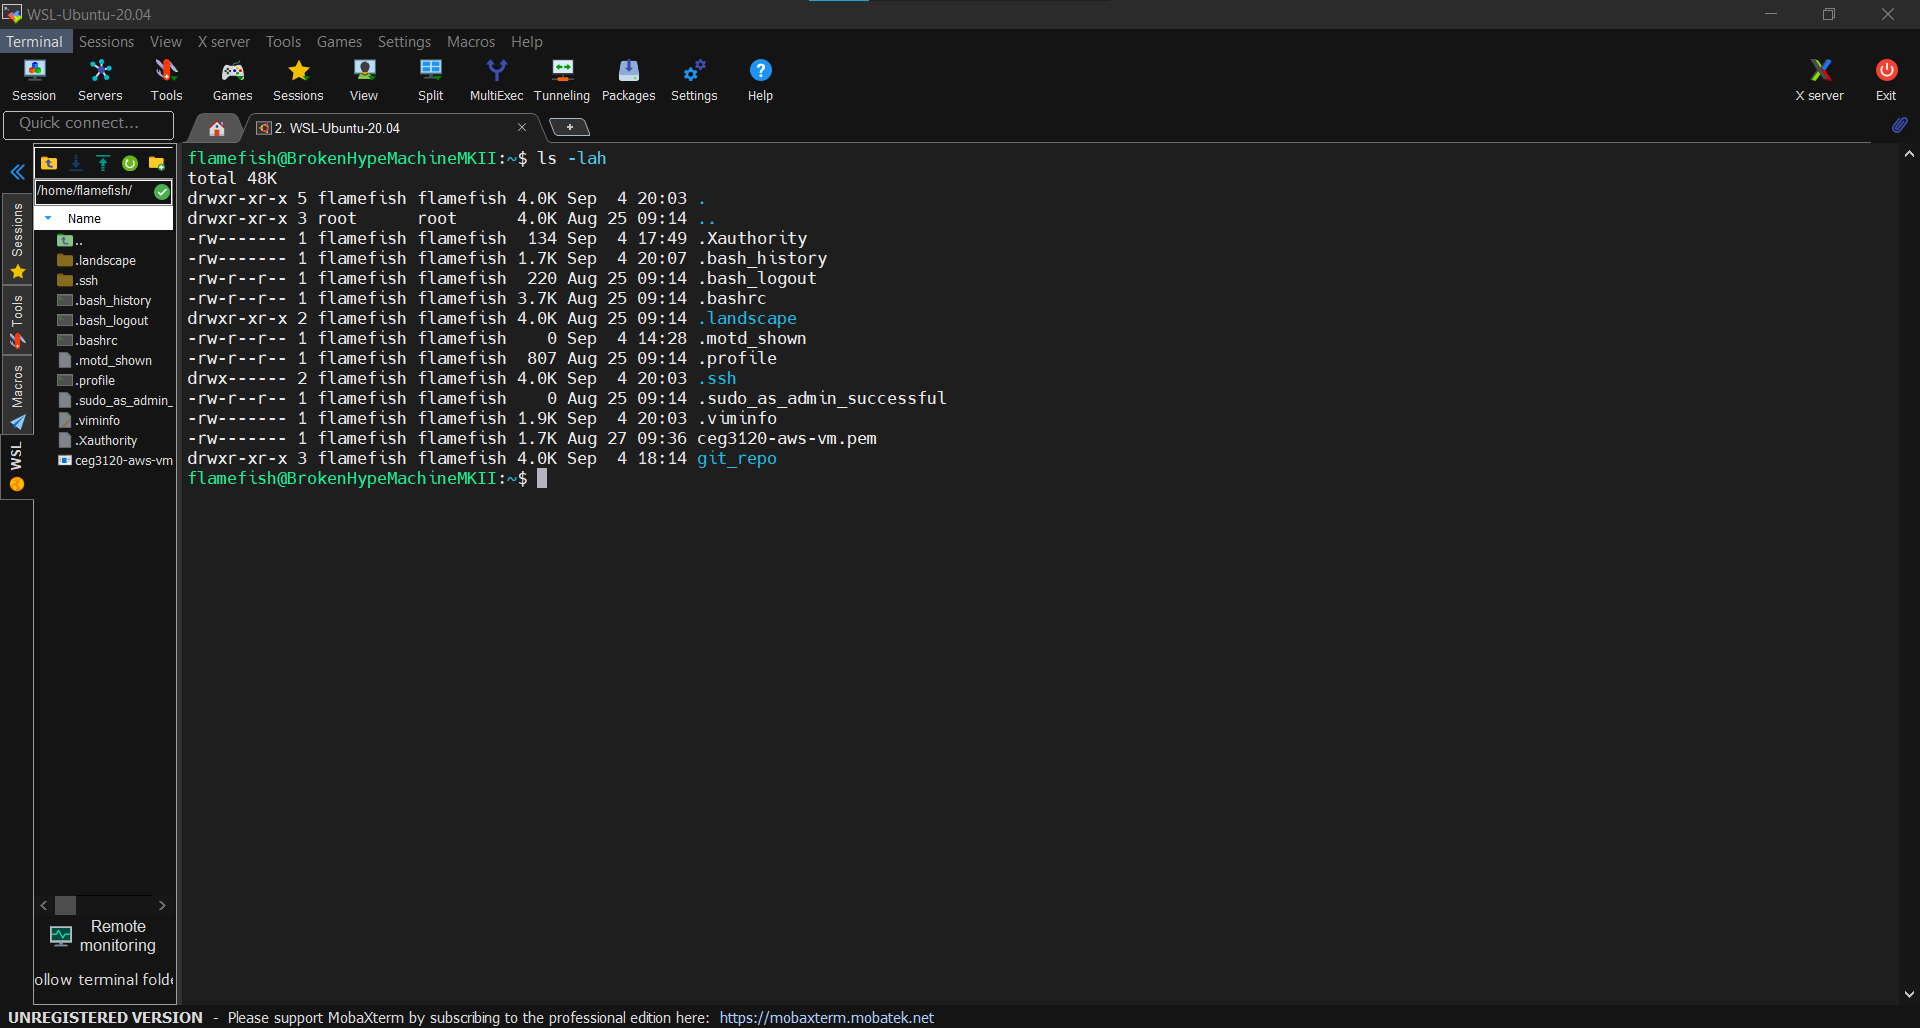 WSL-Ubuntu-20.04
Terminal Sessions View X server Tools Games Settings Macros Help
Session Servers Tools Games Sessions View Split MultiExec Tunneling Packages Settings Help X server Exit
Quick connect...
2. WSL-Ubuntu-20.04
/home/flamefish/
Name
..
.landscape
.ssh
.bash_history
.bash_logout
.bashrc
.motd_shown
.profile
.sudo_as_admin_
.viminfo
.Xauthority
ceg3120-aws-vm
Sessions
Tools
Macros
WSL
Remote
monitoring
ollow terminal folde
flamefish@BrokenHypeMachineMKII:~$ ls -lah
total 48K
drwxr-xr-x 5 flamefish flamefish 4.0K Sep  4 20:03 .
drwxr-xr-x 3 root      root      4.0K Aug 25 09:14 ..
-rw------- 1 flamefish flamefish  134 Sep  4 17:49 .Xauthority
-rw------- 1 flamefish flamefish 1.7K Sep  4 20:07 .bash_history
-rw-r--r-- 1 flamefish flamefish  220 Aug 25 09:14 .bash_logout
-rw-r--r-- 1 flamefish flamefish 3.7K Aug 25 09:14 .bashrc
drwxr-xr-x 2 flamefish flamefish 4.0K Aug 25 09:14 .landscape
-rw-r--r-- 1 flamefish flamefish    0 Sep  4 14:28 .motd_shown
-rw-r--r-- 1 flamefish flamefish  807 Aug 25 09:14 .profile
drwx------ 2 flamefish flamefish 4.0K Sep  4 20:03 .ssh
-rw-r--r-- 1 flamefish flamefish    0 Aug 25 09:14 .sudo_as_admin_successful
-rw------- 1 flamefish flamefish 1.9K Sep  4 20:03 .viminfo
-rw------- 1 flamefish flamefish 1.7K Aug 27 09:36 ceg3120-aws-vm.pem
drwxr-xr-x 3 flamefish flamefish 4.0K Sep  4 18:14 git_repo
flamefish@BrokenHypeMachineMKII:~$
UNREGISTERED VERSION - Please support MobaXterm by subscribing to the professional edition here: https://mobaxterm.mobatek.net